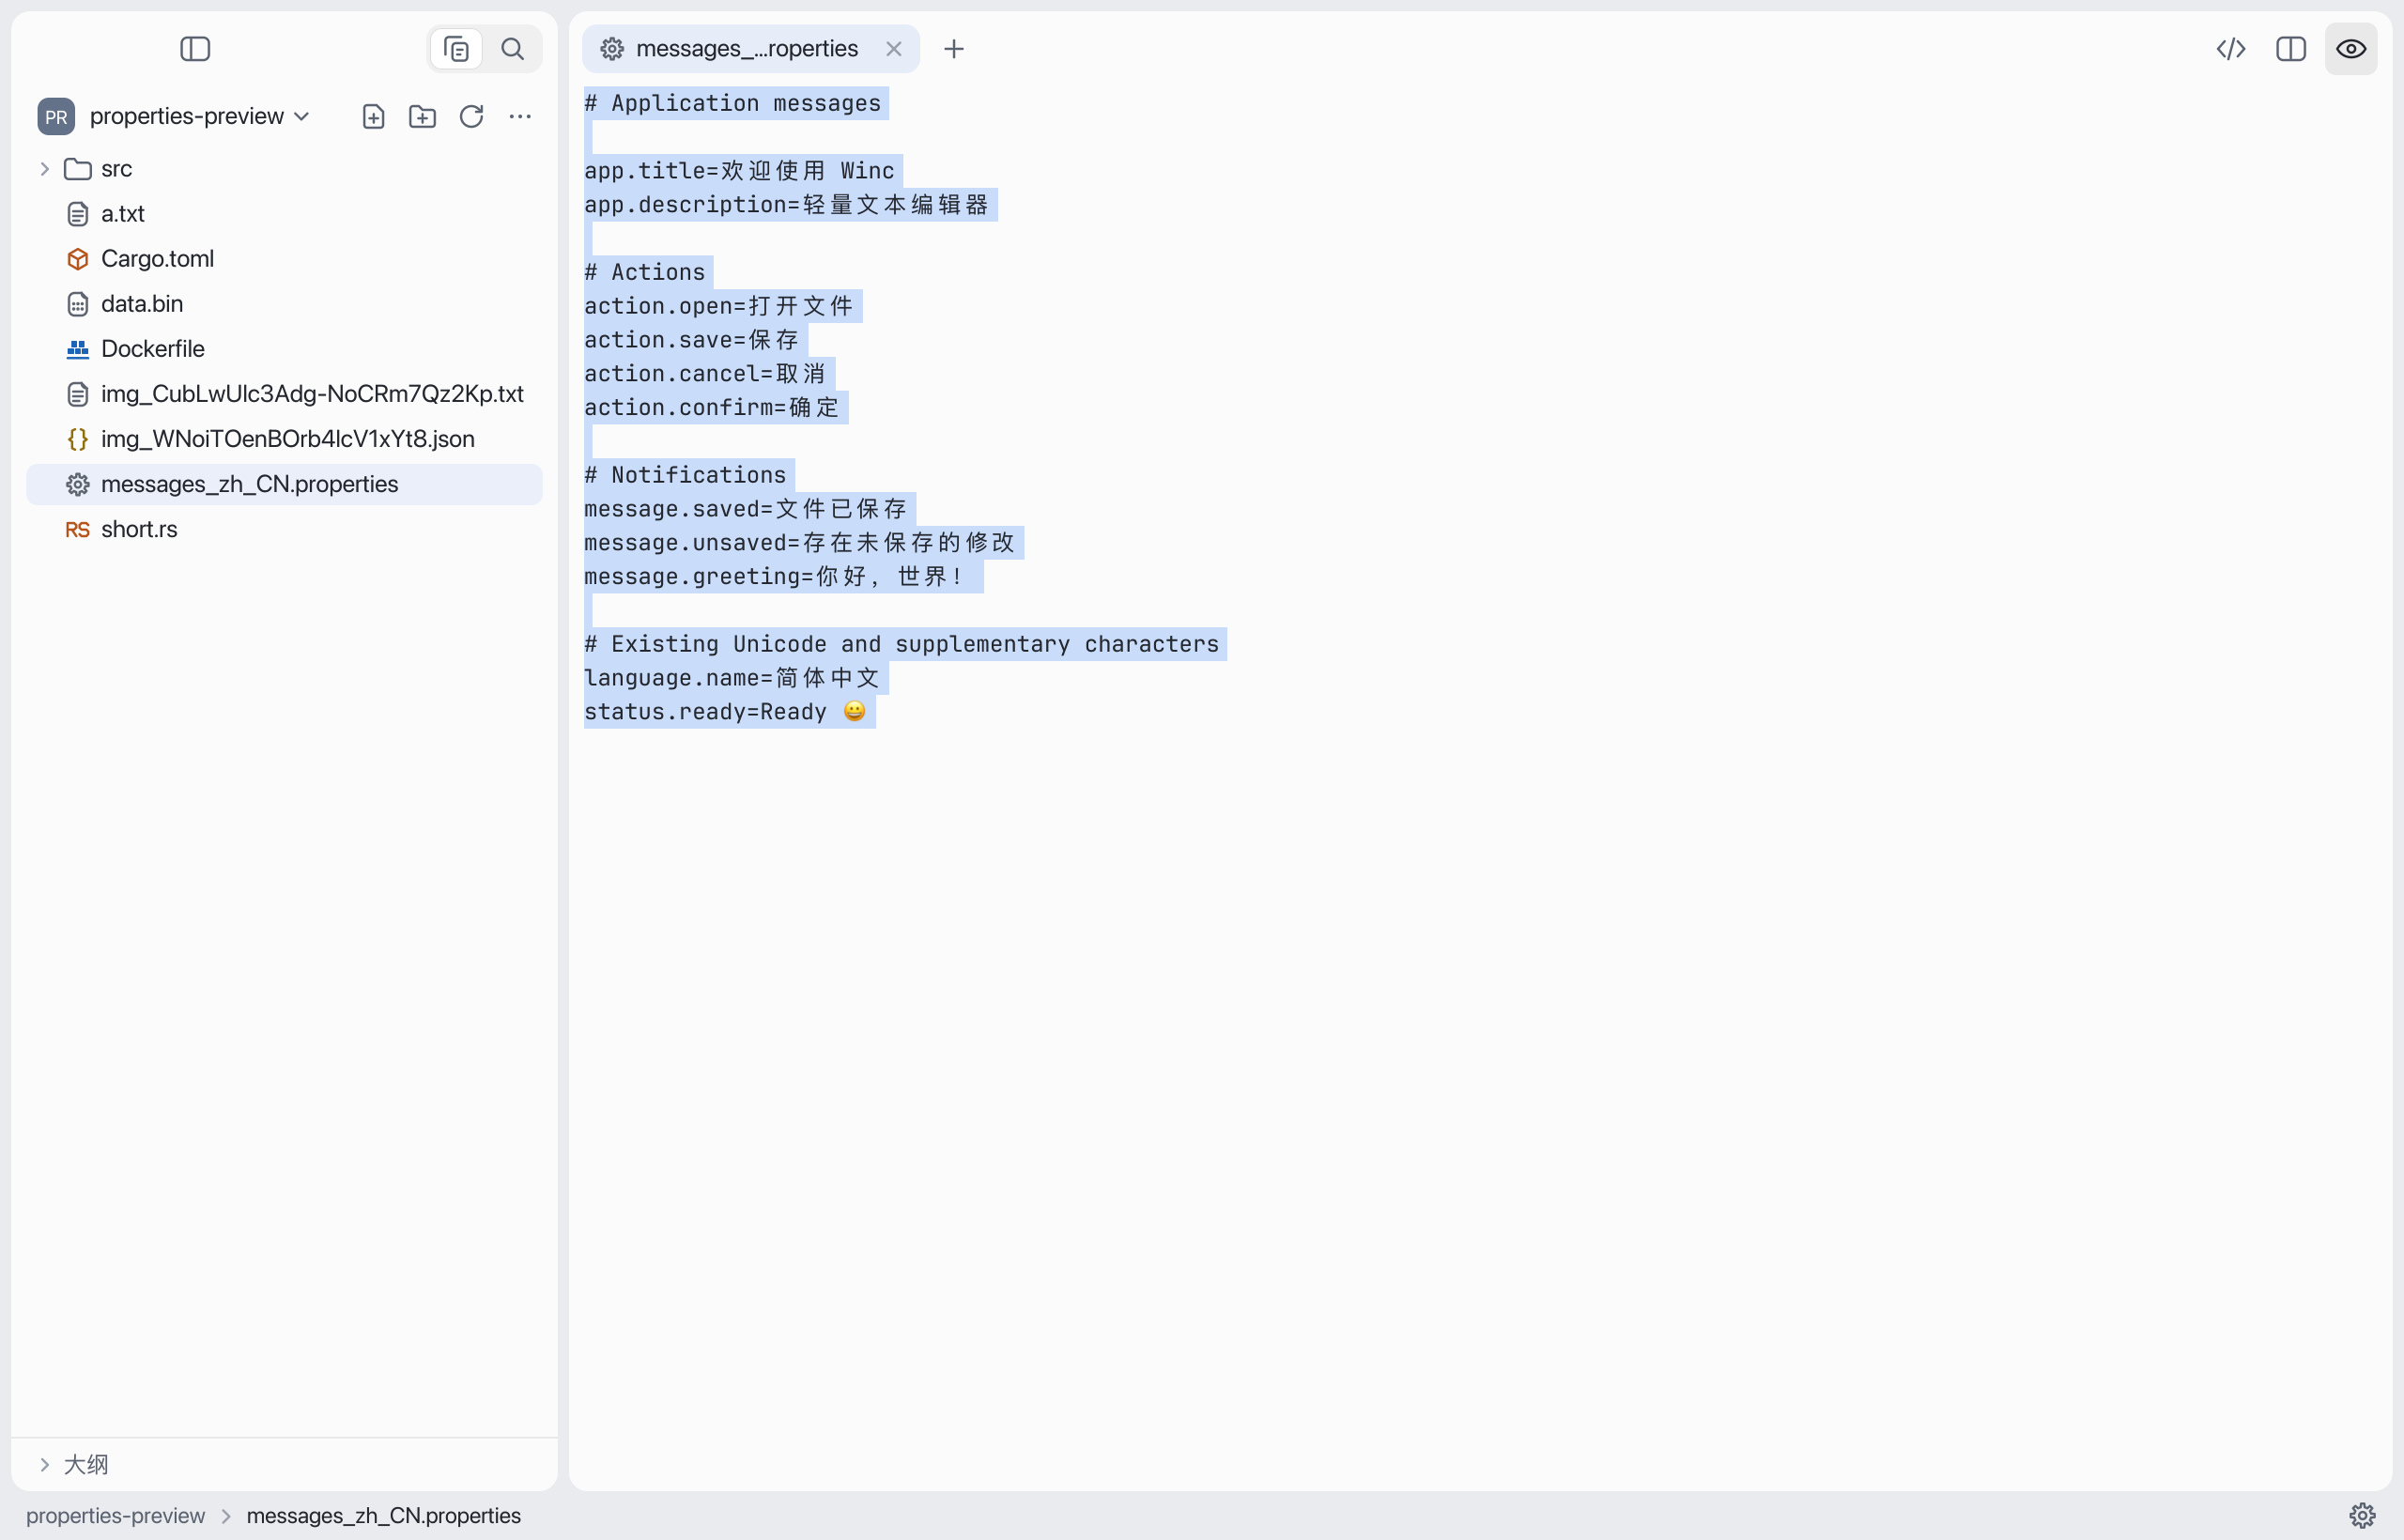 messages_...roperties
PR properties-preview
src
a.txt
Cargo.toml
data.bin
Dockerfile
img_CubLwUlc3Adg-NoCRm7Qz2Kp.txt
{} img_WNoiTOenBOrb4lcV1xYt8.json
messages_zh_CN.properties
RS short.rs
大纲
# Application messages
app.title=欢迎使用 Winc
app.description=轻量文本编辑器
# Actions
action.open=打开文件
action.save=保存
action.cancel=取消
action.confirm=确定
# Notifications
message.saved=文件已保存
message.unsaved=存在未保存的修改
message.greeting=你好，世界！
# Existing Unicode and supplementary characters
language.name=简体中文
status.ready=Ready 😀
properties-preview > messages_zh_CN.properties